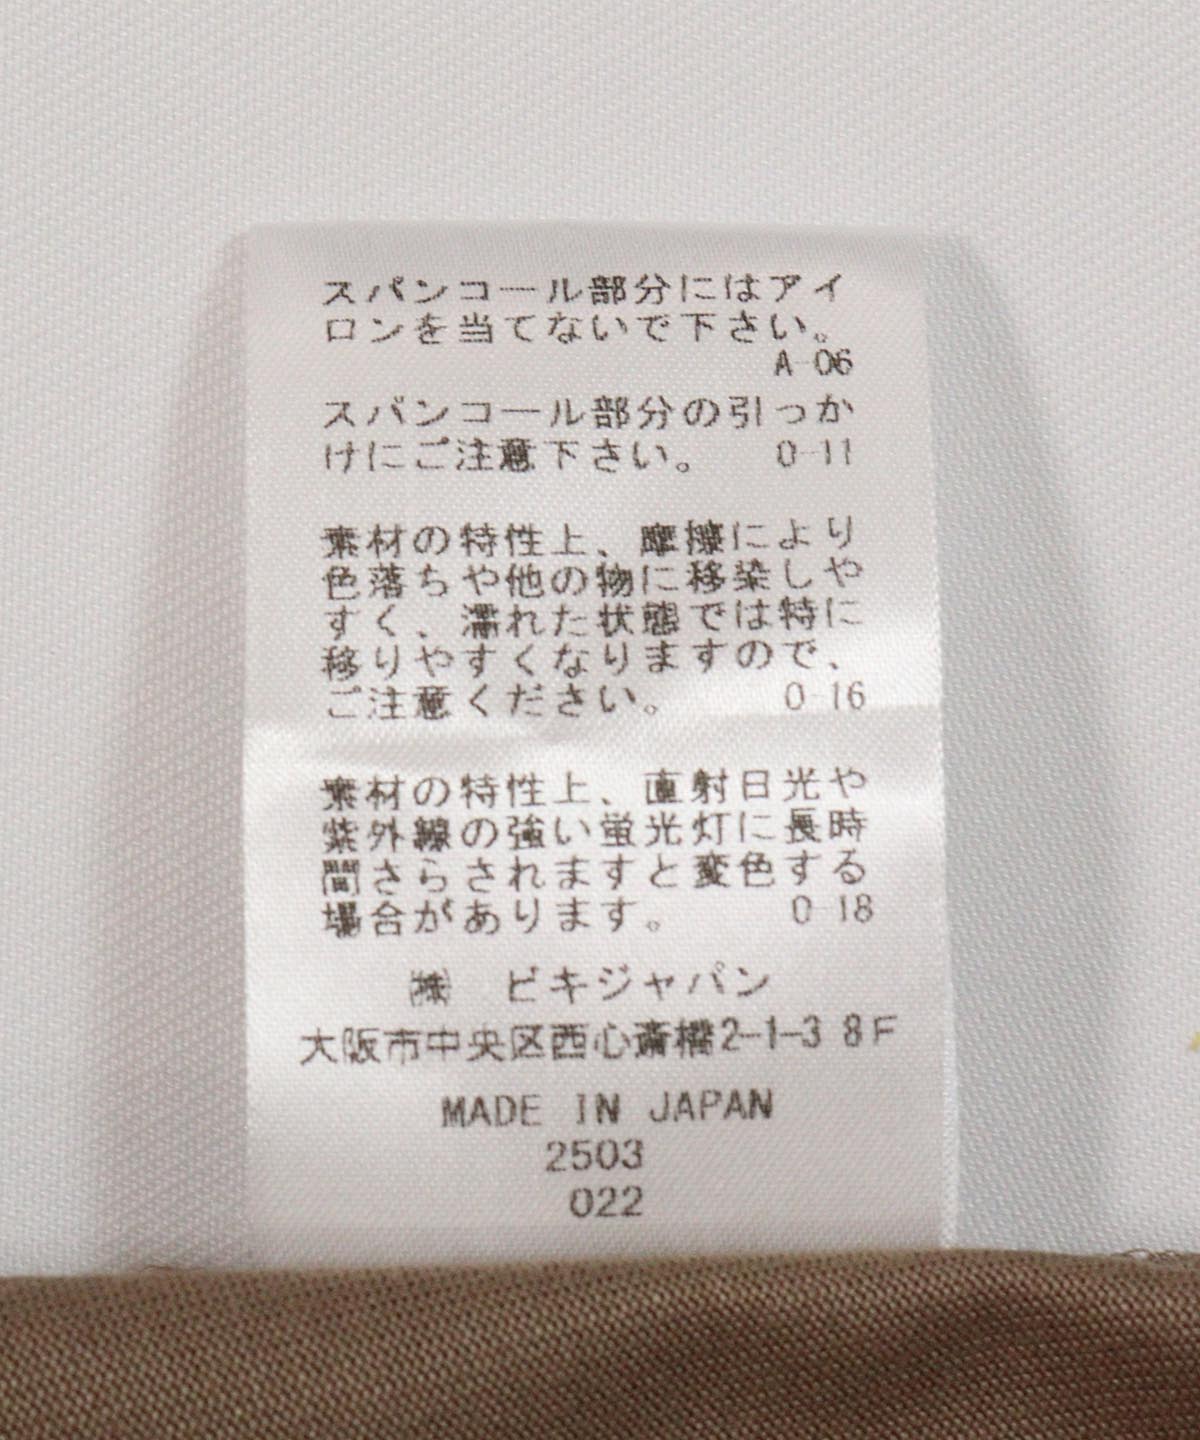 スパンコール部分にはアイ
ロンを当てないで下さい。
A-06
スパンコール部分の引っか
けにご注意下さい。 0-11
素材の特性上、摩擦により
色落ちや他の物に移染しや
すく、濡れた状態では特に
移りやすくなりますので、
ご注意ください。 0-16
素材の特性上、直射日光や
紫外線の強い蛍光灯に長時
間さらされますと変色する
場合があります。 0-18
㈱ ビキジャパン
大阪市中央区西心斎橋2-1-3 8F
MADE IN JAPAN
2503
022